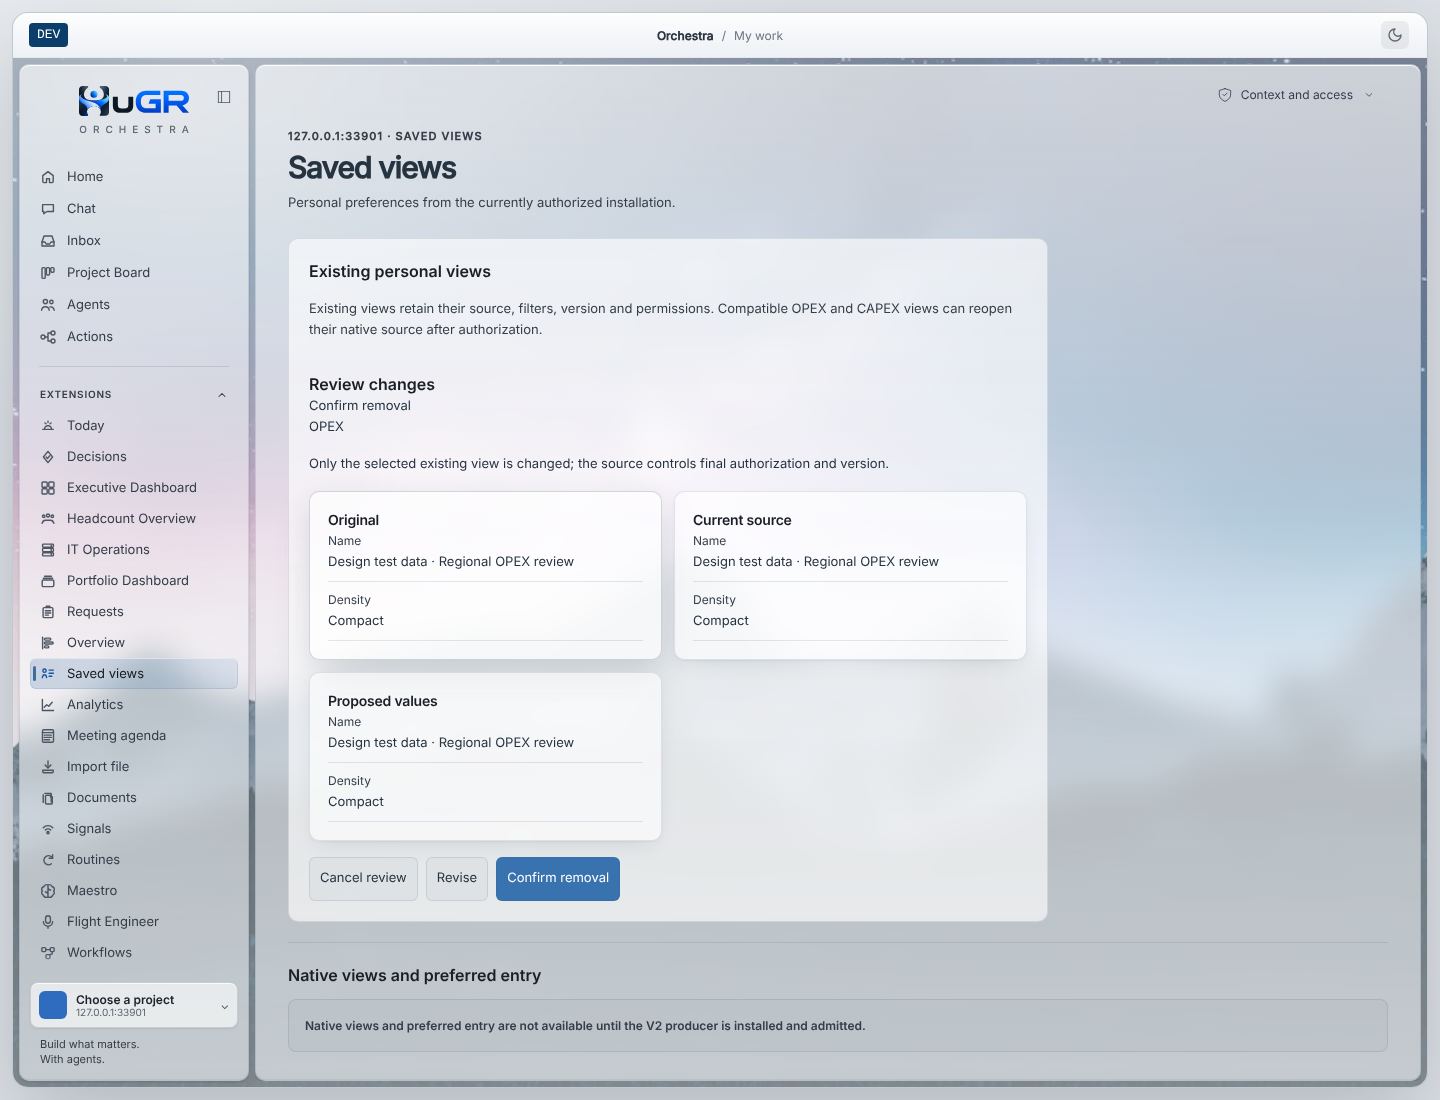 DEV
Orchestra / My work
HuGR
ORCHESTRA
Home
Chat
Inbox
Project Board
Agents
Actions
EXTENSIONS
Today
Decisions
Executive Dashboard
Headcount Overview
IT Operations
Portfolio Dashboard
Requests
Overview
Saved views
Analytics
Meeting agenda
Import file
Documents
Signals
Routines
Maestro
Flight Engineer
Workflows
Choose a project
127.0.0.1:33901
Build what matters.
With agents.
Context and access
127.0.0.1:33901 · SAVED VIEWS
Saved views
Personal preferences from the currently authorized installation.
Existing personal views
Existing views retain their source, filters, version and permissions. Compatible OPEX and CAPEX views can reopen
their native source after authorization.
Review changes
Confirm removal
OPEX
Only the selected existing view is changed; the source controls final authorization and version.
Original
Name
Design test data · Regional OPEX review
Density
Compact
Current source
Name
Design test data · Regional OPEX review
Density
Compact
Proposed values
Name
Design test data · Regional OPEX review
Density
Compact
Cancel review
Revise
Confirm removal
Native views and preferred entry
Native views and preferred entry are not available until the V2 producer is installed and admitted.